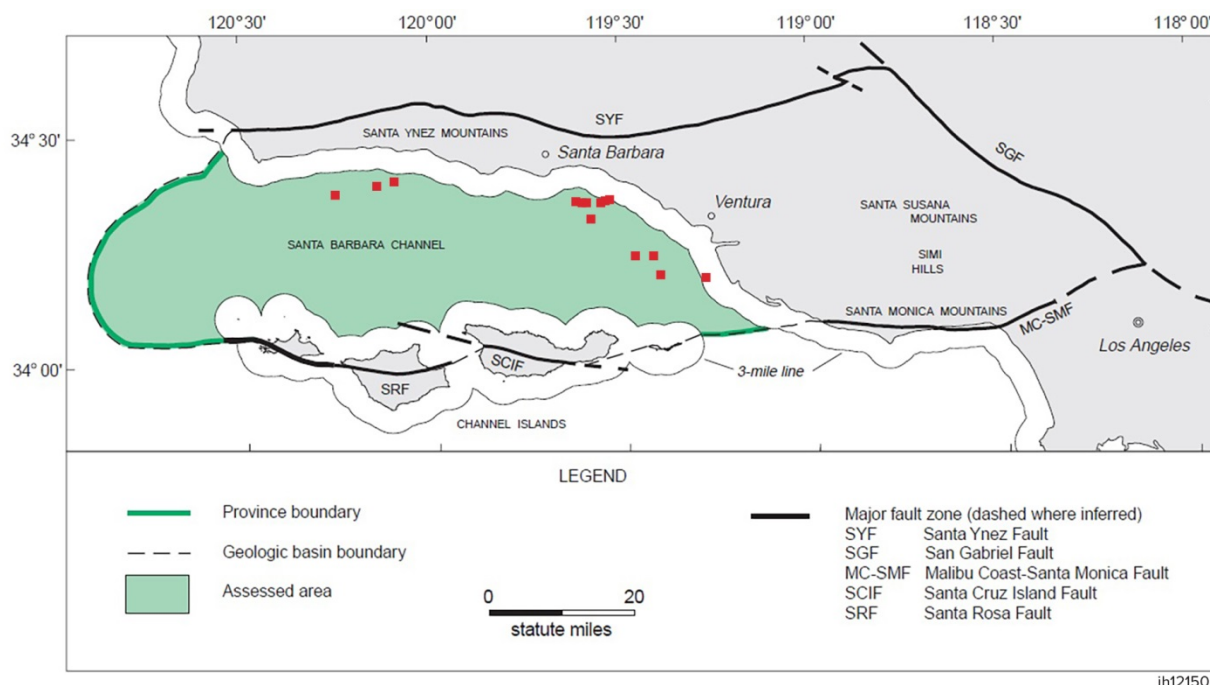 120°30' 120°00' 119°30' 119°00' 118°30' 118°00'
34° 30'
34° 00'
SYF
SANTA YNEZ MOUNTAINS
Santa Barbara
SGF
Ventura
SANTA SUSANA
MOUNTAINS
SANTA BARBARA CHANNEL
SIMI
HILLS
SANTA MONICA MOUNTAINS
MC-SMF
Los Angeles
SCIF
3-mile line
SRF
CHANNEL ISLANDS
LEGEND
Province boundary
Geologic basin boundary
Assessed area
0 20
statute miles
Major fault zone (dashed where inferred)
SYF Santa Ynez Fault
SGF San Gabriel Fault
MC-SMF Malibu Coast-Santa Monica Fault
SCIF Santa Cruz Island Fault
SRF Santa Rosa Fault
jh12150